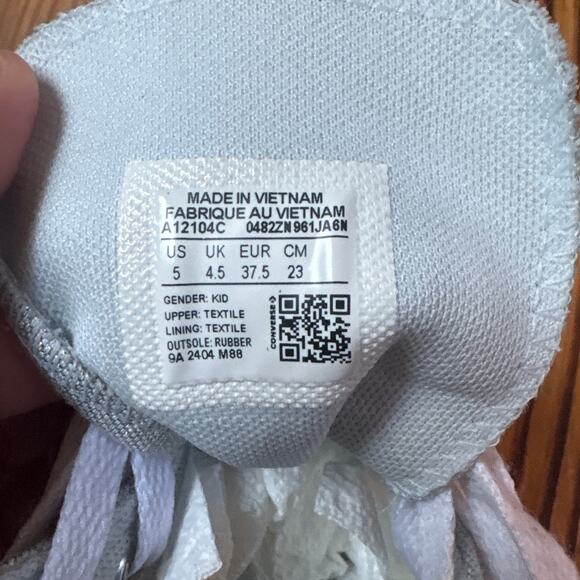 MADE IN VIETNAM
FABRIQUE AU VIETNAM
A12104C 0482ZN961JA6N
US UK EUR CM
5 4.5 37.5 23
GENDER: KID
UPPER: TEXTILE
LINING: TEXTILE
OUTSOLE: RUBBER
9A 2404 M88
CONVERSE